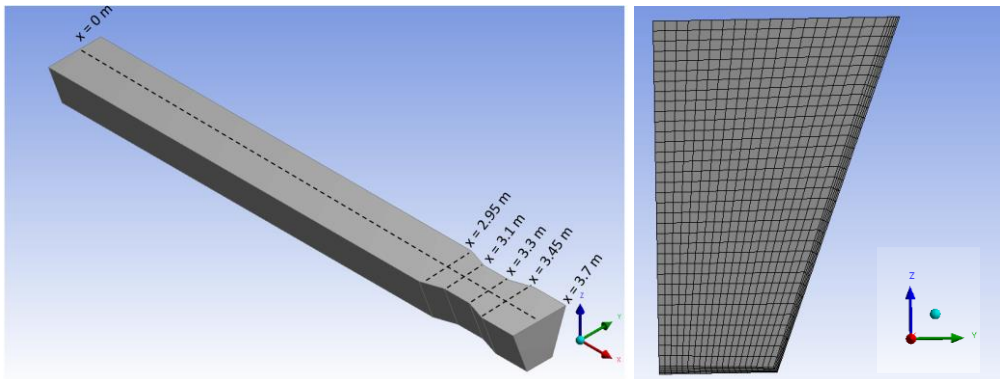 x = 0 m
x = 2.95 m
x = 3.1 m
x = 3.3 m
x = 3.45 m
x = 3.7 m
Z
Y
X
Z
Y